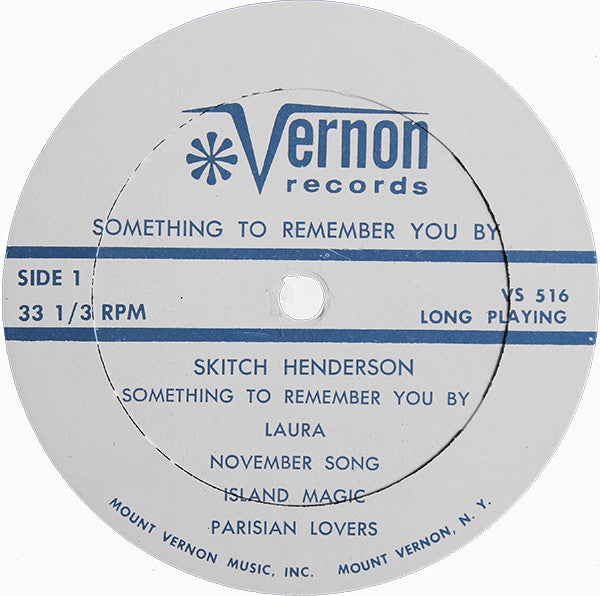 Vernon
records
SOMETHING TO REMEMBER YOU BY
SIDE 1
33 1/3 RPM
VS 516
LONG PLAYING
SKITCH HENDERSON
SOMETHING TO REMEMBER YOU BY
LAURA
NOVEMBER SONG
ISLAND MAGIC
PARISIAN LOVERS
MOUNT VERNON MUSIC, INC. MOUNT VERNON, N. Y.